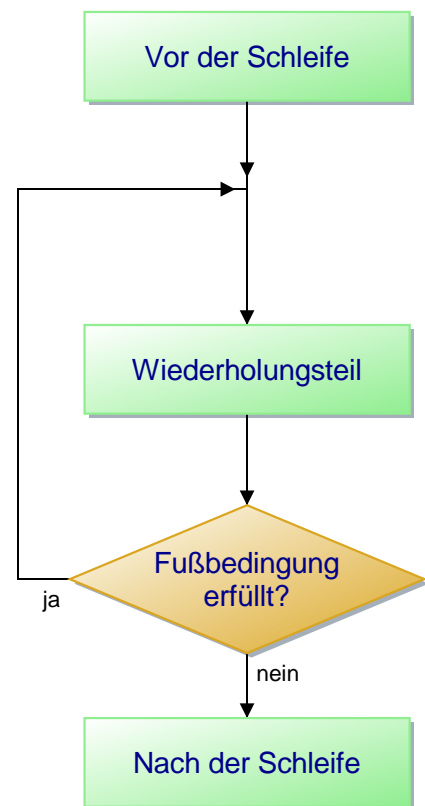 Vor der Schleife
Wiederholungsteil
Fußbedingung
erfüllt?
ja
nein
Nach der Schleife